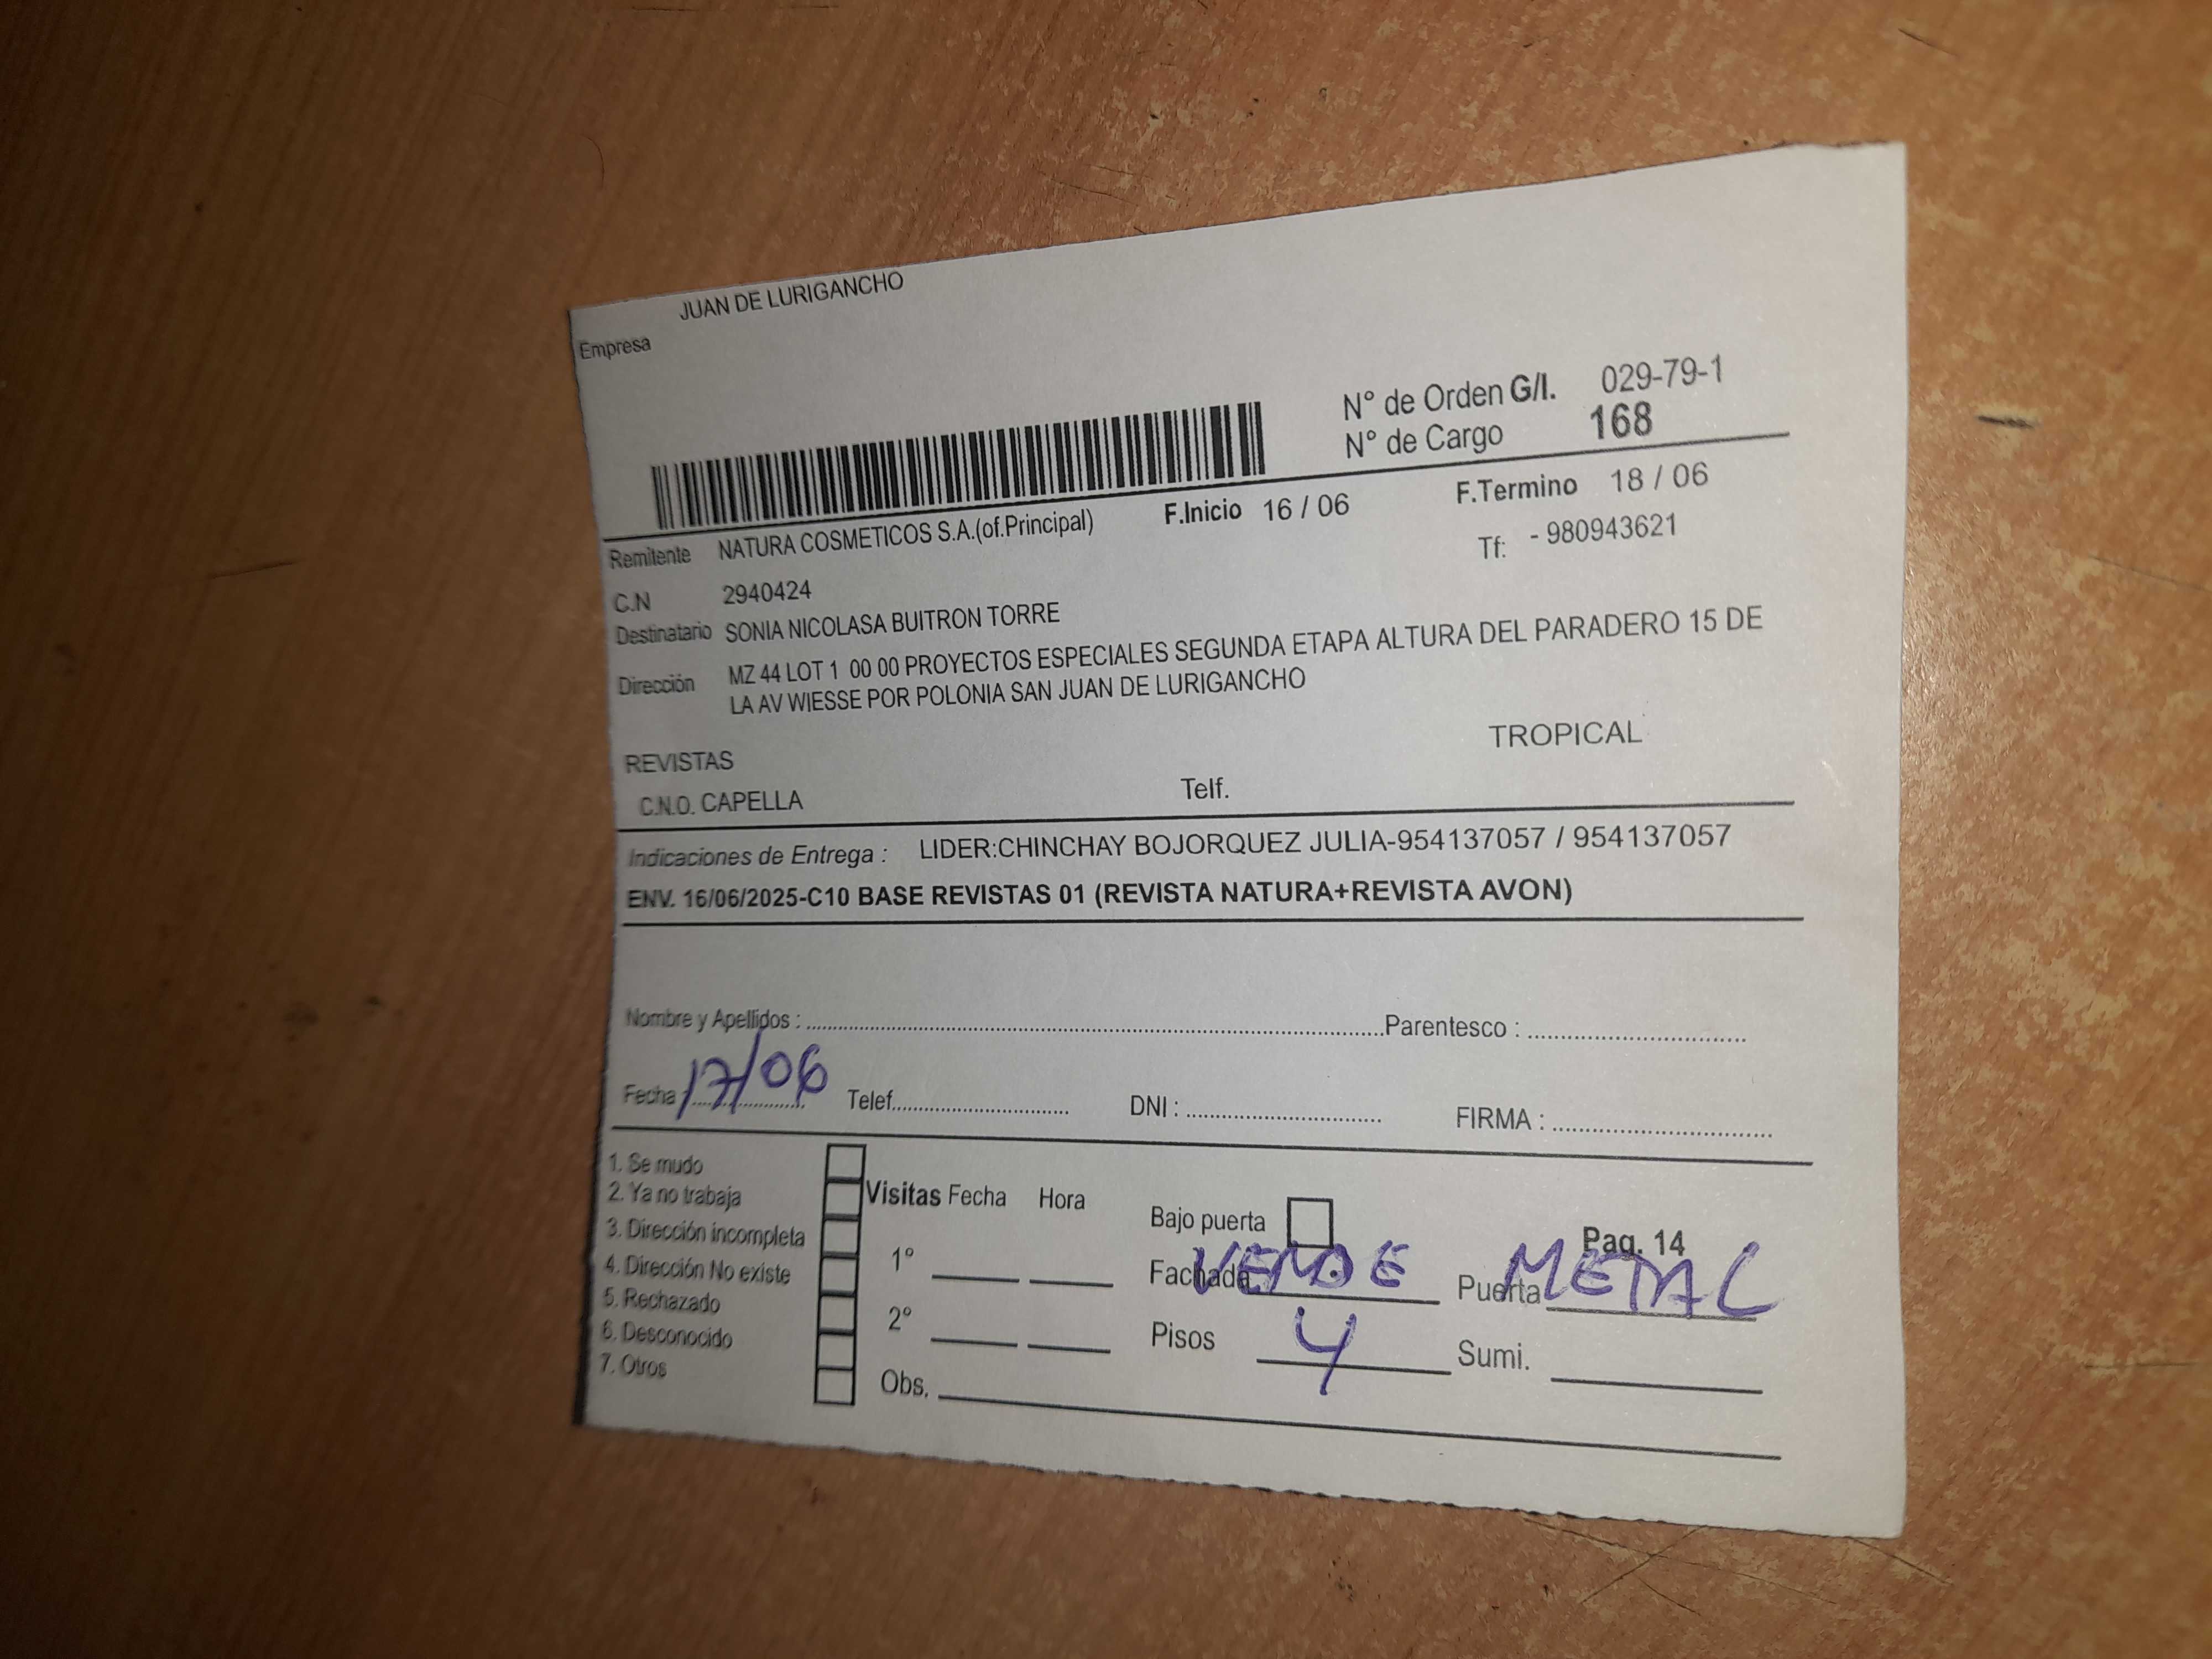 JUAN DE LURIGANCHO
Empresa
N° de Orden G/I. 029-79-1
N° de Cargo 168
F.Inicio 16 / 06 F.Termino 18 / 06
Remitente NATURA COSMETICOS S.A.(of.Principal) Tf: - 980943621
C.N 2940424
Destinatario SONIA NICOLASA BUITRON TORRE
Dirección MZ 44 LOT 1 00 00 PROYECTOS ESPECIALES SEGUNDA ETAPA ALTURA DEL PARADERO 15 DE
LA AV WIESSE POR POLONIA SAN JUAN DE LURIGANCHO
REVISTAS TROPICAL
C.N.O. CAPELLA Telf.
Indicaciones de Entrega : LIDER:CHINCHAY BOJORQUEZ JULIA-954137057 / 954137057
ENV. 16/06/2025-C10 BASE REVISTAS 01 (REVISTA NATURA+REVISTA AVON)
Nombre y Apellidos : Parentesco :
Fecha 17/06 Telef. DNI : FIRMA :
1. Se mudo
2. Ya no trabaja
3. Dirección incompleta
4. Dirección No existe
5. Rechazado
6. Desconocido
7. Otros
Visitas Fecha Hora
1°
2°
Obs.
Bajo puerta Pag. 14
Fachada VERDE Puerta METAL
Pisos 4 Sumi.